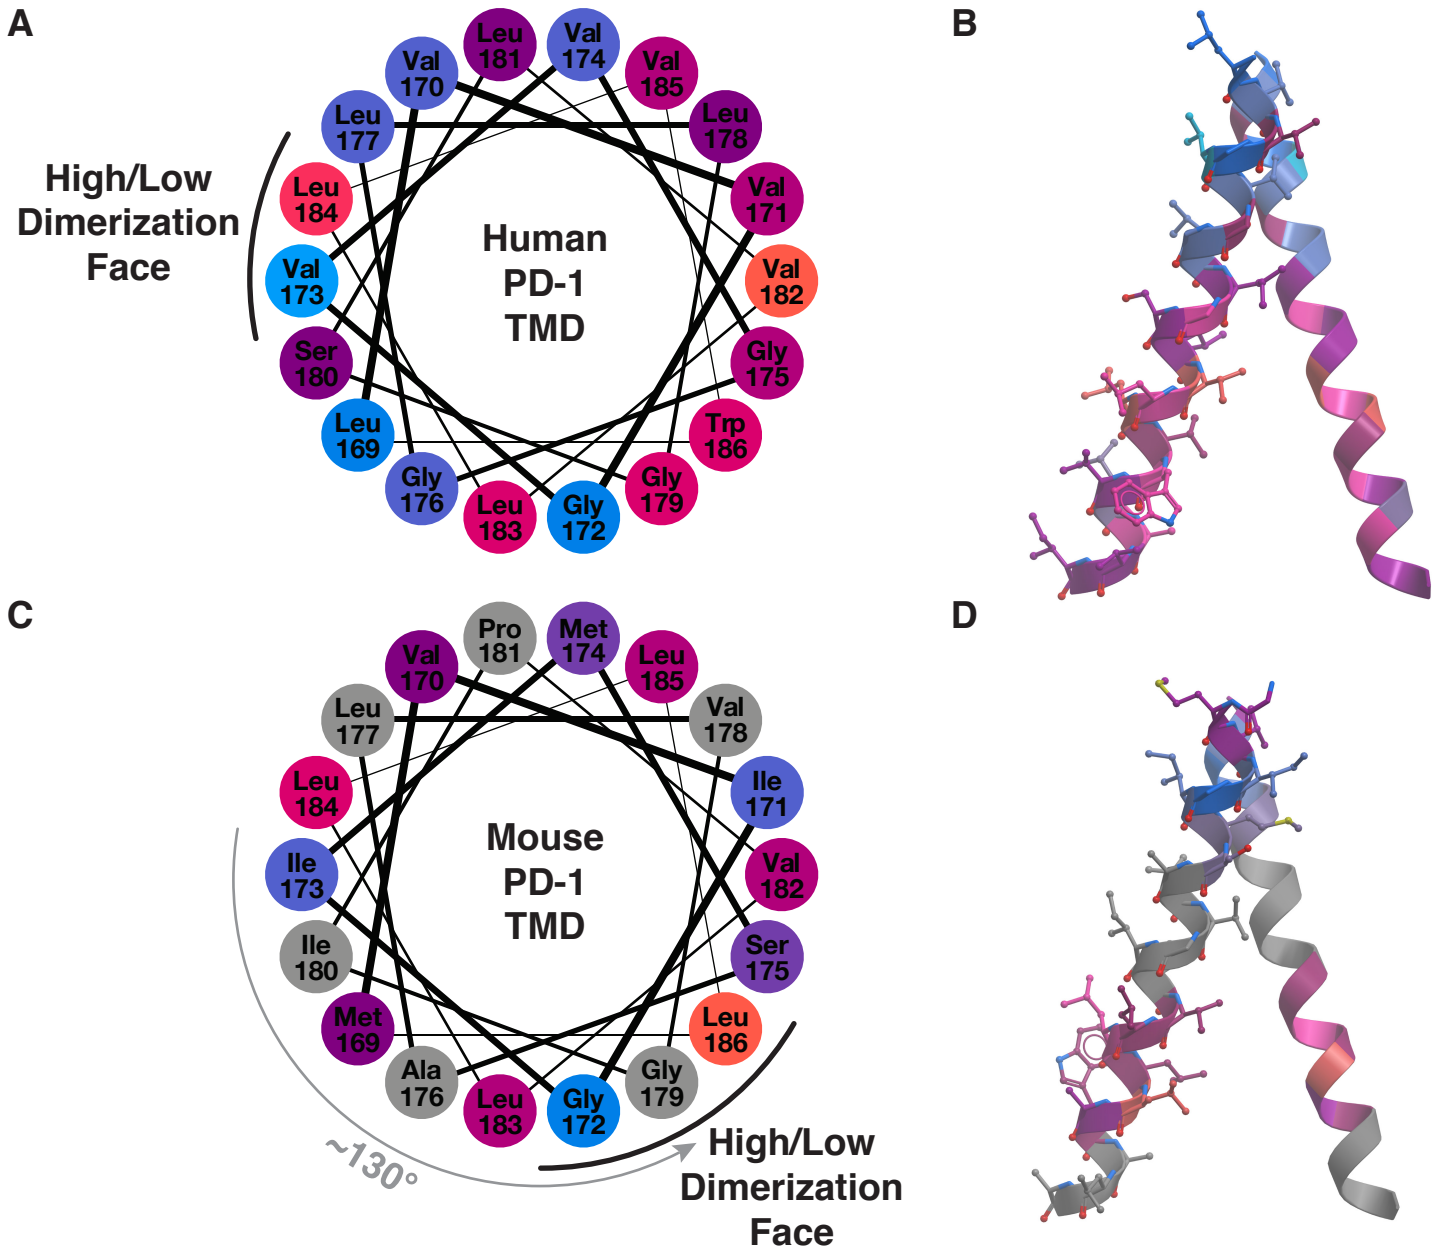 A
B
Leu
181
Val
174
Val
170
Val
185
Leu
177
Leu
178
High/Low
Dimerization
Face
Leu
184
Val
171
Human
PD-1
TMD
Val
173
Val
182
Ser
180
Gly
175
Leu
169
Trp
186
Gly
176
Gly
179
Leu
183
Gly
172
C
D
Pro
181
Met
174
Val
170
Leu
185
Leu
177
Val
178
Leu
184
Ile
171
Mouse
PD-1
TMD
Ile
173
Val
182
Ile
180
Ser
175
Met
169
Leu
186
Ala
176
Gly
179
Leu
183
Gly
172
~130°
High/Low
Dimerization
Face